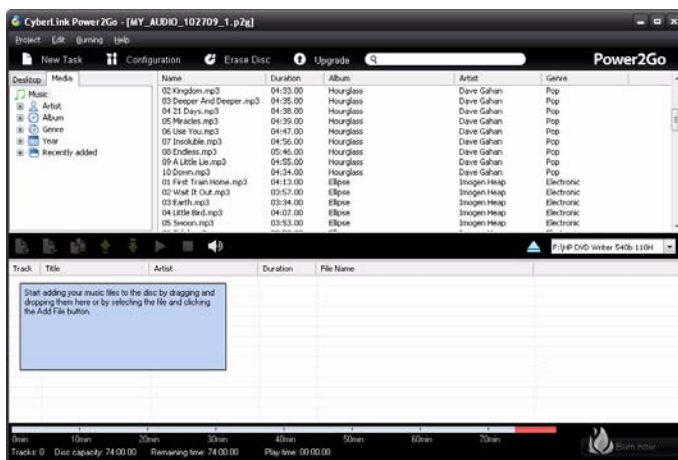 CyberLink Power2Go - [MY_AUDIO_102709_1.p2g]
Project Edit Burning Help
New Task Configuration Erase Disc Upgrade Power2Go
Desktop Media
Music
Artist
Album
Genre
Year
Recently added
Name Duration Album Artist Genre
02 Kingdom.mp3 04:33.00 Hourglass Dave Gahan Pop
03 Deeper And Deeper.mp3 04:35.00 Hourglass Dave Gahan Pop
04 21 Days.mp3 04:38.00 Hourglass Dave Gahan Pop
05 Miracles.mp3 04:39.00 Hourglass Dave Gahan Pop
06 Use You.mp3 04:47.00 Hourglass Dave Gahan Pop
07 Insoluble.mp3 04:56.00 Hourglass Dave Gahan Pop
08 Endless.mp3 05:46.00 Hourglass Dave Gahan Pop
09 A Little Lie.mp3 04:55.00 Hourglass Dave Gahan Pop
10 Down.mp3 04:34.00 Hourglass Dave Gahan Pop
01 First Train Home.mp3 04:13.00 Ellipse Imogen Heap Electronic
02 Wait It Out.mp3 03:57.00 Ellipse Imogen Heap Electronic
03 Earth.mp3 03:34.00 Ellipse Imogen Heap Electronic
04 Little Bird.mp3 04:07.00 Ellipse Imogen Heap Electronic
05 Swoon.mp3 03:53.00 Ellipse Imogen Heap Electronic
F:\HP DVD Writer 540b 110H
Track Title Artist Duration File Name
Start adding your music files to the disc by dragging and
dropping them here or by selecting the file and clicking
the Add File button.
0min 10min 20min 30min 40min 50min 60min 70min
Tracks: 0 Disc capacity: 74:00.00 Remaining time: 74:00.00 Play time: 00:00.00
Burn now